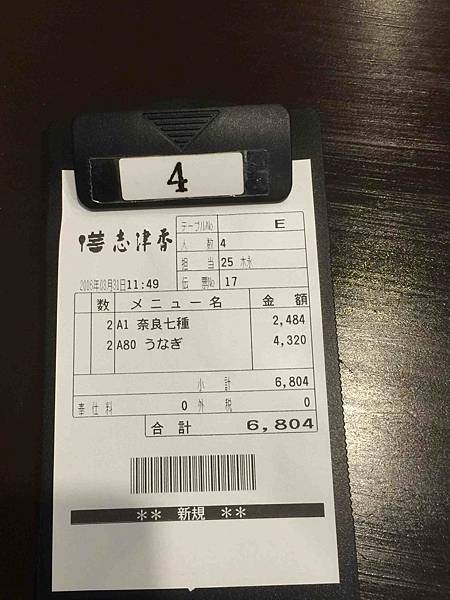 4
志津香
テーブルNo E
人数 4
担当 25 木永
2016年03月31日11:49 伝票No 17
数 メニュー名 金額
2 A1 奈良七種 2,484
2 A80 うなぎ 4,320
小計 6,804
奉仕料 0 外税 0
合計 6,804
** 新規 **